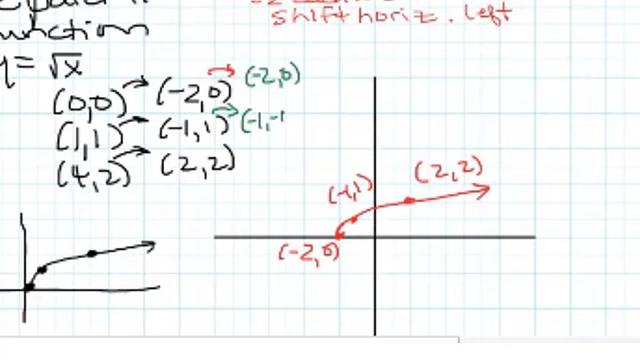 shift horiz. left
y = √x
(0,0) → (-2,0) → (-2,0)
(1,1) → (-1,1) → (-1,-1
(4,2) → (2,2)
(-1,1)
(2,2)
(-2,0)